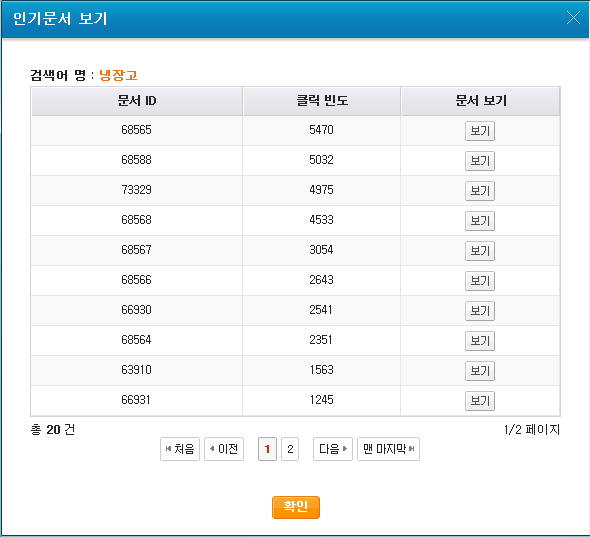 인기문서 보기
검색어 명 : 냉장고
문서 ID 클릭 빈도 문서 보기
68565 5470 보기
68588 5032 보기
73329 4975 보기
68568 4533 보기
68567 3054 보기
68566 2643 보기
66930 2541 보기
68564 2351 보기
63910 1563 보기
66931 1245 보기
총 20 건 1/2 페이지
처음 이전 1 2 다음 맨 마지막
확인